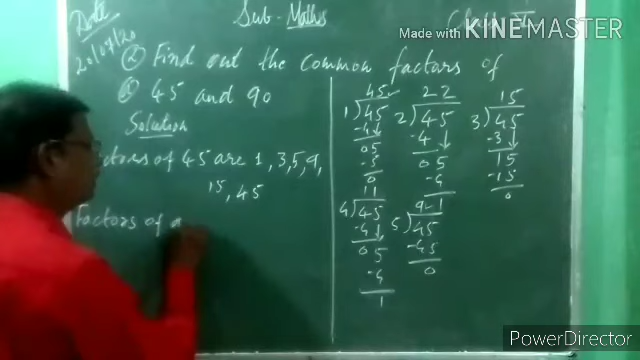 Date
20/07/20
Sub- Maths
Class-VI
Made with KINEMASTER
Q Find out the common factors of
① 45 and 90
Solution
Factors of 45 are 1, 3, 5, 9,
15, 45
Factors of
45
1)45
-4
05
-5
0
22
2)45
-4
05
-4
15
3)45
-3
15
-15
0
11
4)45
-4
05
-4
1
9
5)45
-45
0
PowerDirector